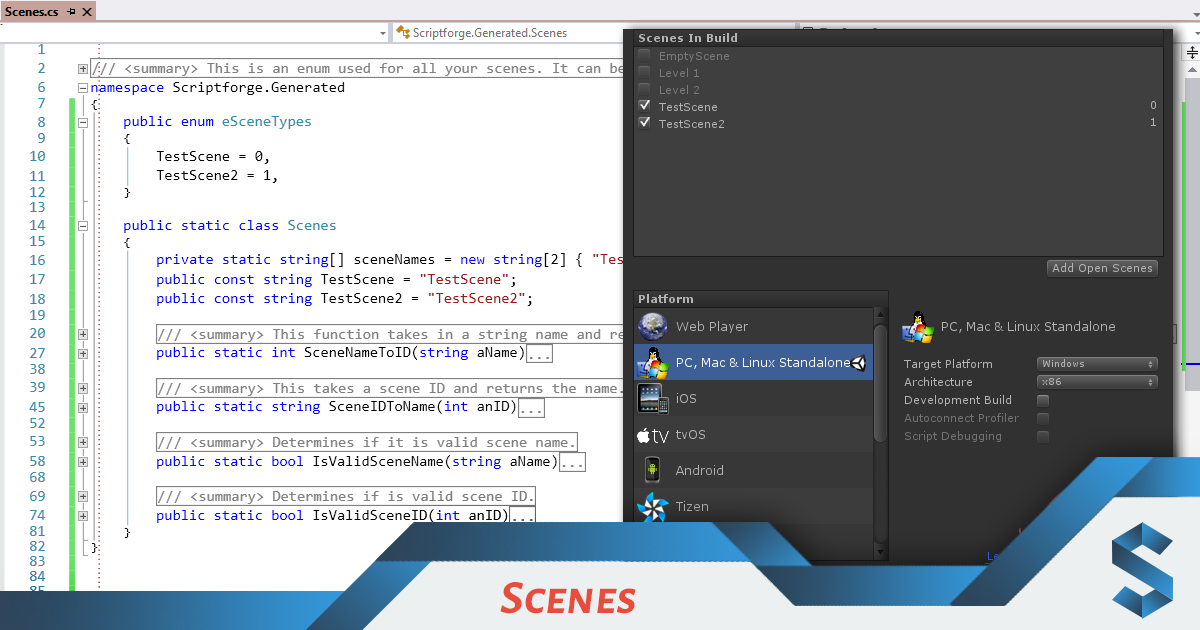 Scenes.cs
Scriptforge.Generated.Scenes
1
2 /// <summary> This is an enum used for all your scenes. It can be
6 namespace Scriptforge.Generated
7 {
8 public enum eSceneTypes
9 {
10 TestScene = 0,
11 TestScene2 = 1,
12 }
13
14 public static class Scenes
15 {
16 private static string[] sceneNames = new string[2] { "Tes
17 public const string TestScene = "TestScene";
18 public const string TestScene2 = "TestScene2";
19
20 /// <summary> This function takes in a string name and re
27 public static int SceneNameToID(string aName)...
38
39 /// <summary> This takes a scene ID and returns the name.
45 public static string SceneIDToName(int anID)...
52
53 /// <summary> Determines if it is valid scene name.
58 public static bool IsValidSceneName(string aName)...
68
69 /// <summary> Determines if is valid scene ID.
74 public static bool IsValidSceneID(int anID)...
81 }
82 }
83
84
85
Scenes In Build
EmptyScene
Level 1
Level 2
TestScene 0
TestScene2 1
Add Open Scenes
Platform
Web Player
PC, Mac & Linux Standalone
iOS
tv tvOS
Android
Tizen
PC, Mac & Linux Standalone
Target Platform Windows
Architecture x86
Development Build
Autoconnect Profiler
Script Debugging
Scenes